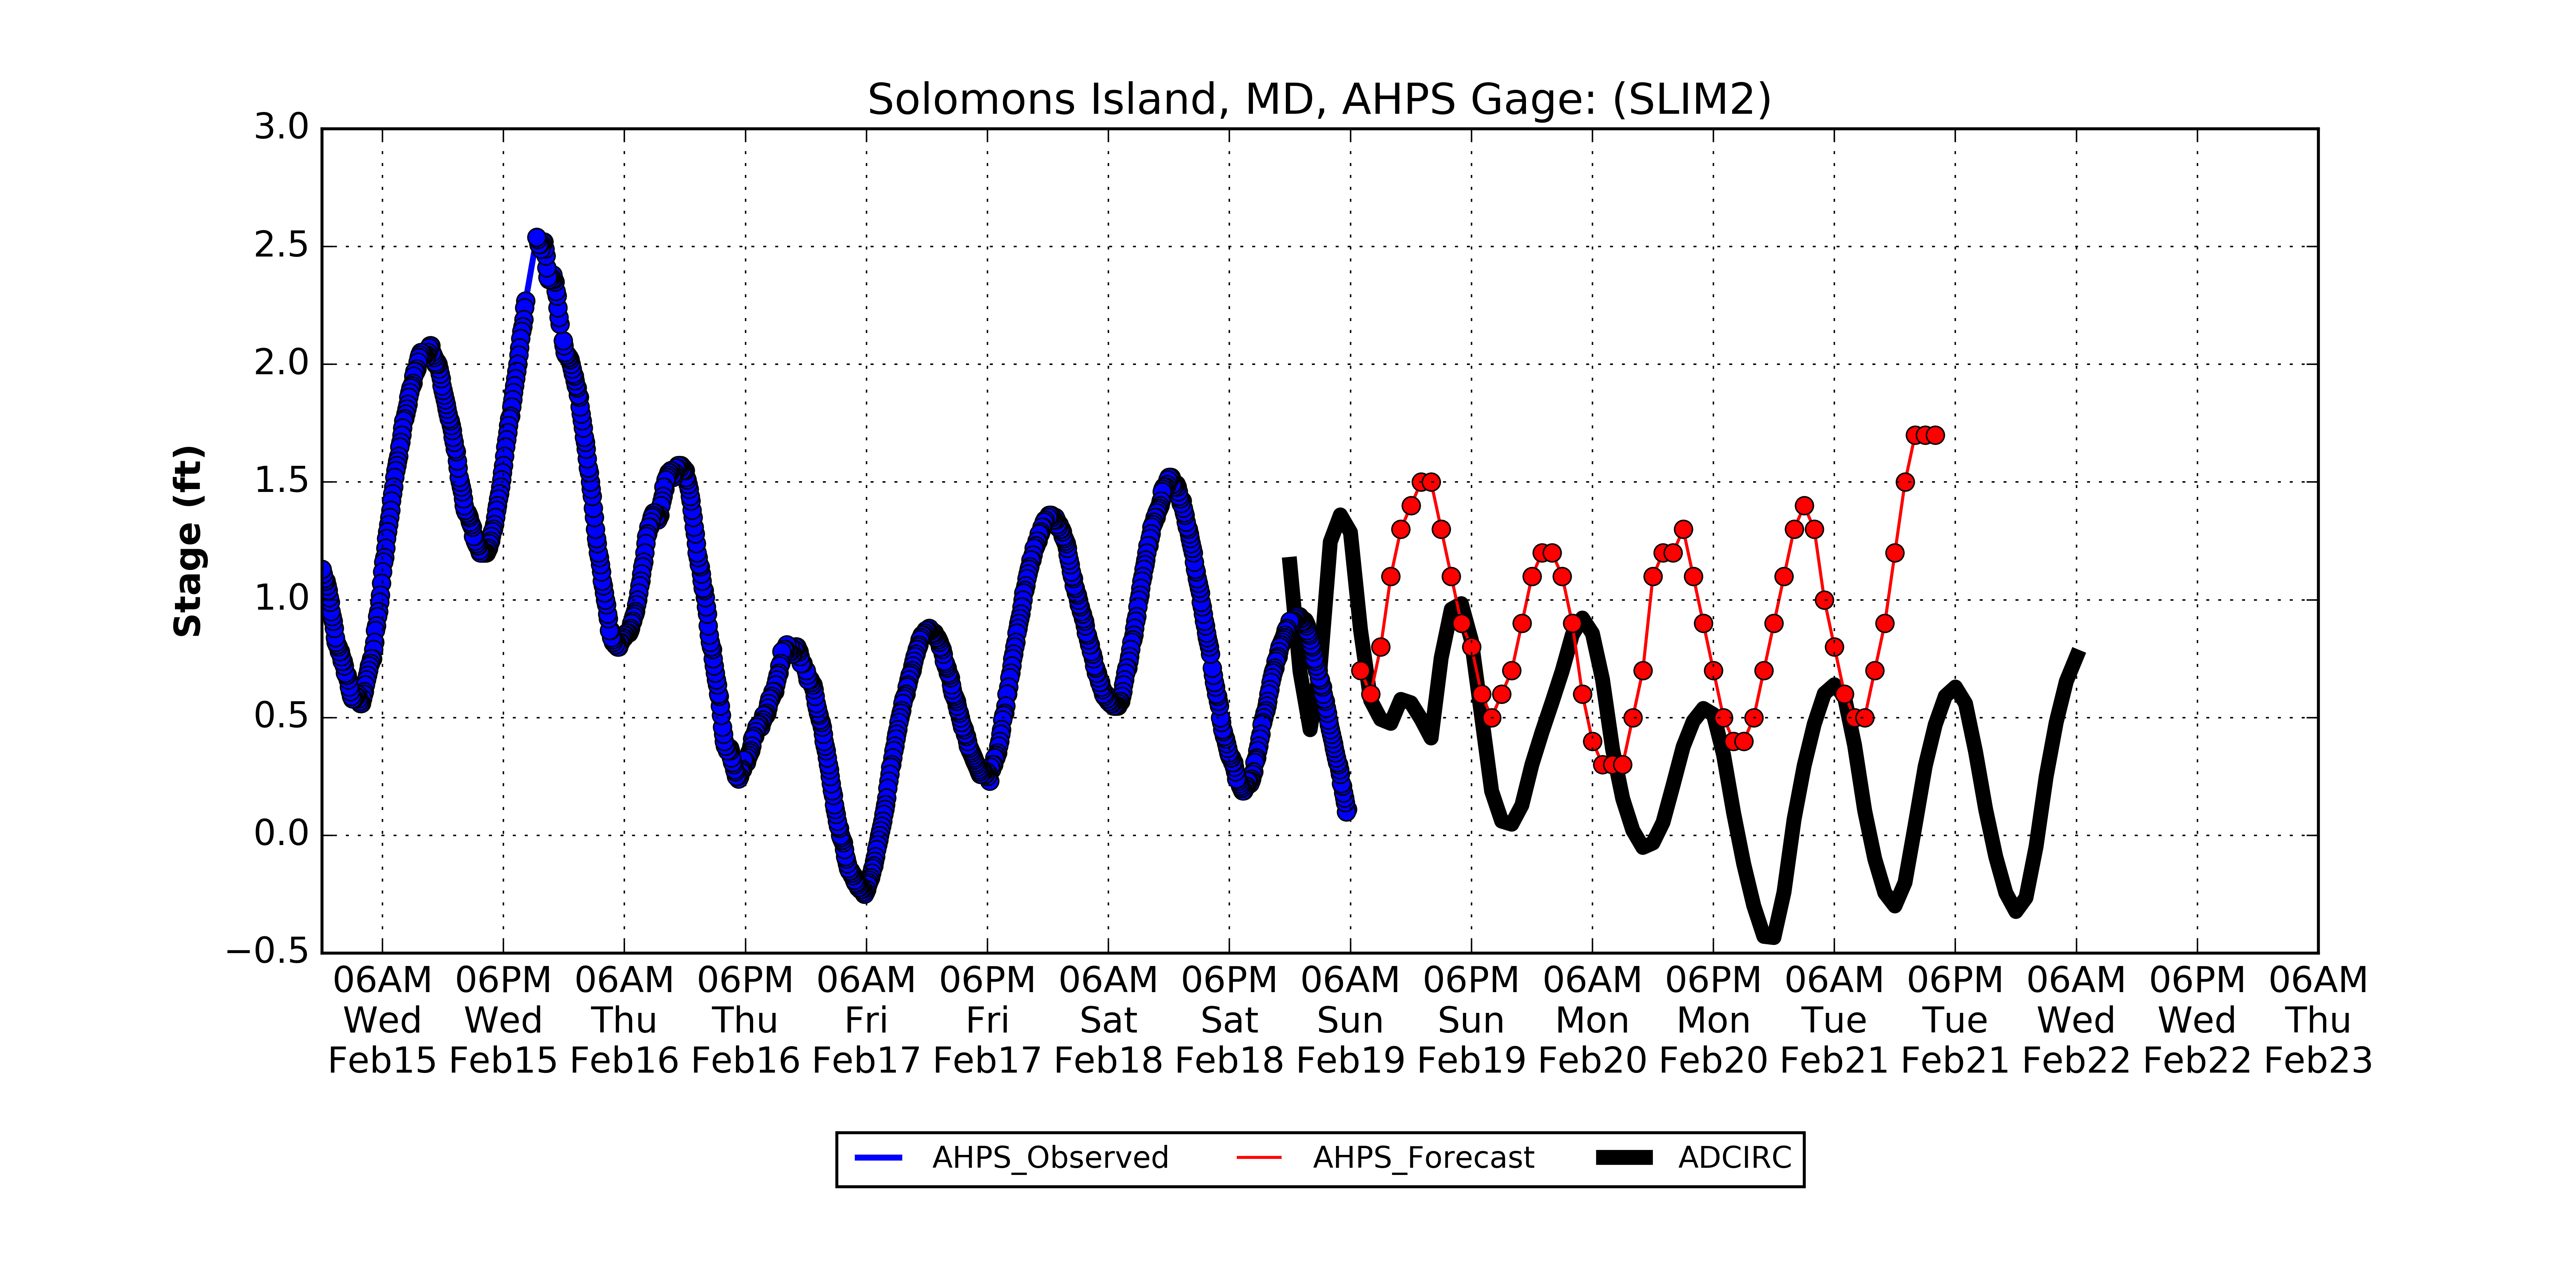 Solomons Island, MD, AHPS Gage: (SLIM2)
Stage (ft)
3.0
2.5
2.0
1.5
1.0
0.5
0.0
−0.5
06AM 06PM 06AM 06PM 06AM 06PM 06AM 06PM 06AM 06PM 06AM 06PM 06AM 06PM 06AM 06PM 06AM
Wed Wed Thu Thu Fri Fri Sat Sat Sun Sun Mon Mon Tue Tue Wed Wed Thu
Feb15 Feb15 Feb16 Feb16 Feb17 Feb17 Feb18 Feb18 Feb19 Feb19 Feb20 Feb20 Feb21 Feb21 Feb22 Feb22 Feb23
AHPS_Observed AHPS_Forecast ADCIRC